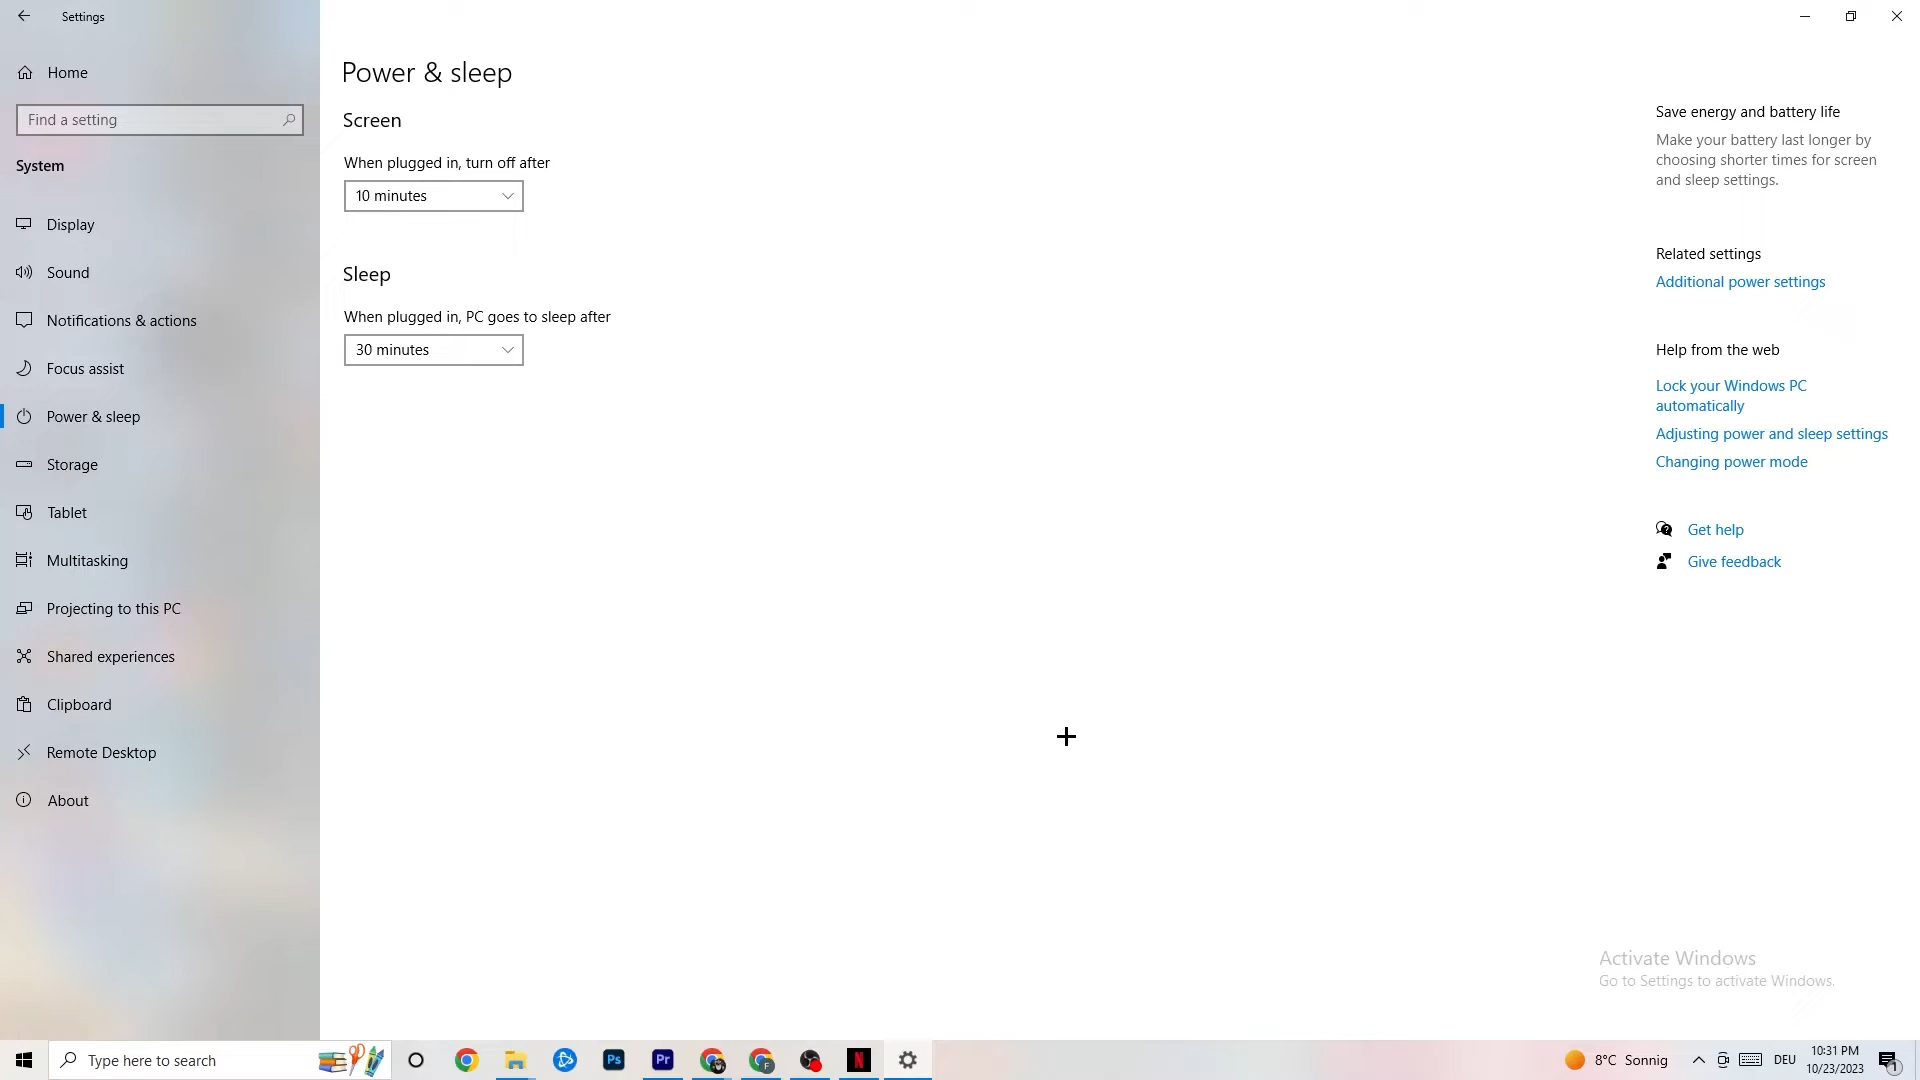 Settings
Home
Find a setting
System
Display
Sound
Notifications & actions
Focus assist
Power & sleep
Storage
Tablet
Multitasking
Projecting to this PC
Shared experiences
Clipboard
Remote Desktop
About
Power & sleep
Screen
When plugged in, turn off after
10 minutes
Sleep
When plugged in, PC goes to sleep after
30 minutes
Save energy and battery life
Make your battery last longer by
choosing shorter times for screen
and sleep settings.
Related settings
Additional power settings
Help from the web
Lock your Windows PC
automatically
Adjusting power and sleep settings
Changing power mode
Get help
Give feedback
Activate Windows
Go to Settings to activate Windows.
Type here to search
Ps
Pr
F
N
8°C Sonnig
DEU
10:31 PM
10/23/2023
1